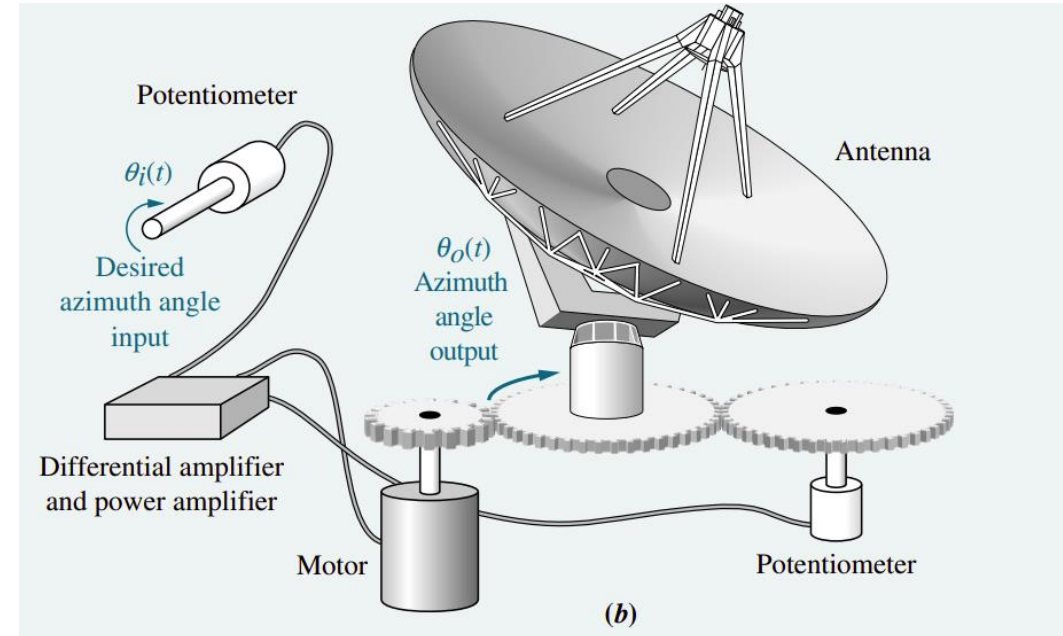 Potentiometer
θi(t)
Desired
azimuth angle
input
Antenna
θO(t)
Azimuth
angle
output
Differential amplifier
and power amplifier
Motor
Potentiometer
(b)